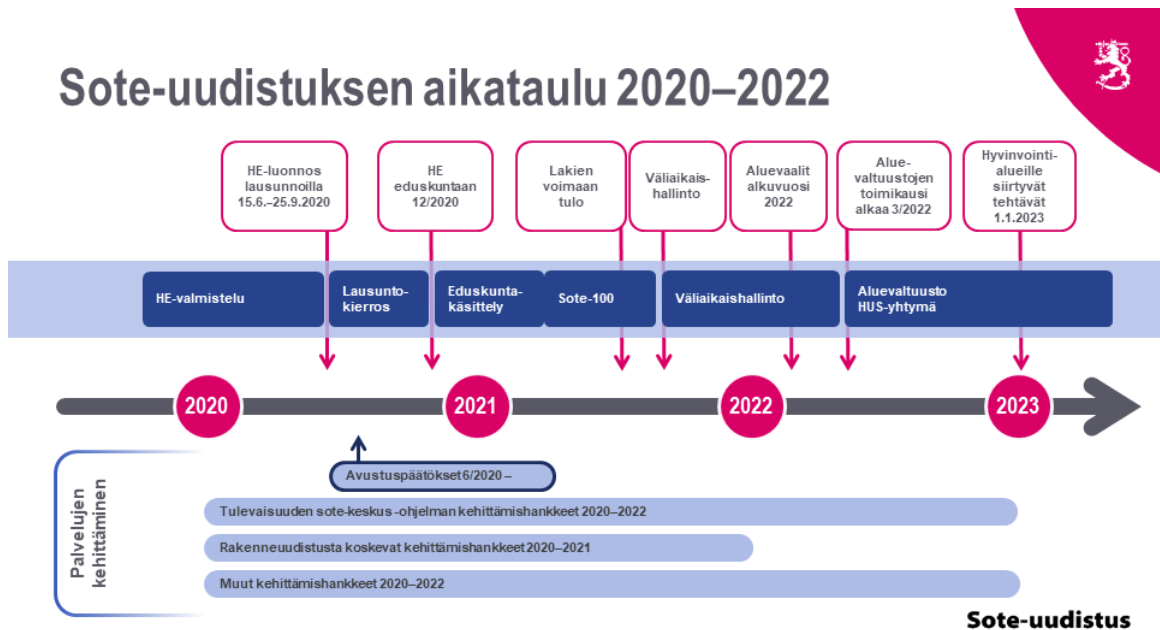 Sote-uudistuksen aikataulu 2020–2022
HE-luonnos
lausunnoilla
15.6.–25.9.2020
HE
eduskuntaan
12/2020
Lakien
voimaan
tulo
Väliaikais-
hallinto
Aluevaalit
alkuvuosi
2022
Alue-
valtuustojen
toimikausi
alkaa 3/2022
Hyvinvointi-
alueille
siirtyvät
tehtävät
1.1.2023
HE-valmistelu
Lausunto-
kierros
Eduskunta-
käsittely
Sote-100
Väliaikaishallinto
Aluevaltuusto
HUS-yhtymä
2020
2021
2022
2023
Palvelujen
kehittäminen
Avustuspäätökset 6/2020 –
Tulevaisuuden sote-keskus -ohjelman kehittämishankkeet 2020–2022
Rakenneuudistusta koskevat kehittämishankkeet 2020–2021
Muut kehittämishankkeet 2020–2022
Sote-uudistus